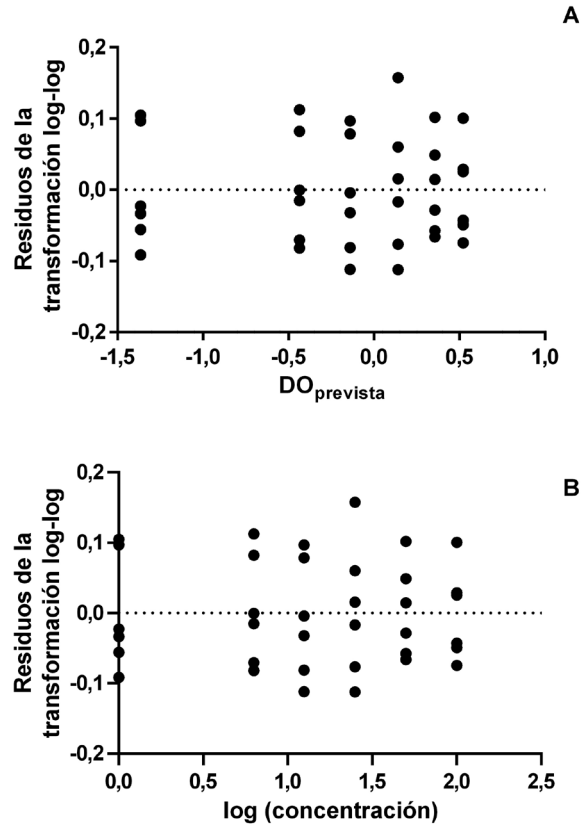 A
Residuos de la
transformación log-log
0,2
0,1
0,0
-0,1
-0,2
-1,5 -1,0 -0,5 0,0 0,5 1,0
DOprevista
B
Residuos de la
transformación log-log
0,2
0,1
0,0
-0,1
-0,2
0,0 0,5 1,0 1,5 2,0 2,5
log (concentración)